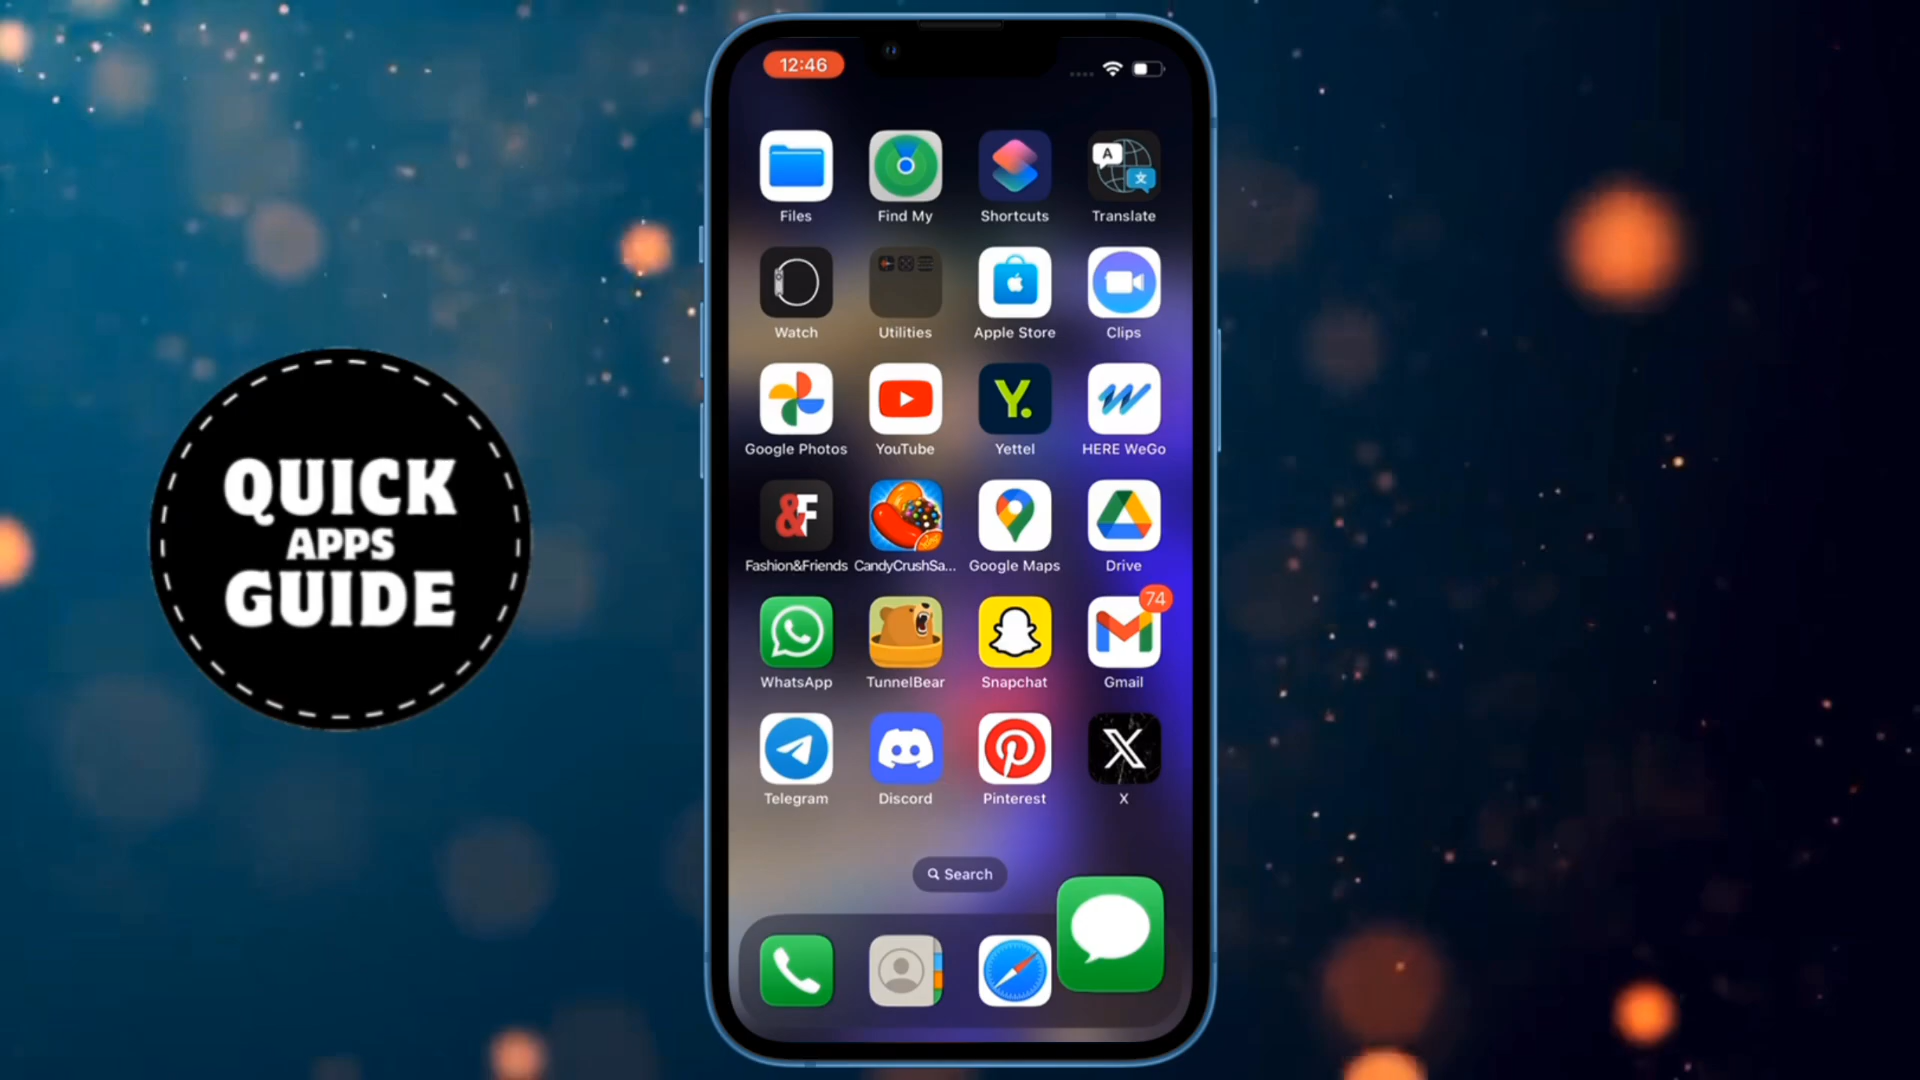 QUICK
APPS
GUIDE
12:46
Files
Find My
Shortcuts
Translate
A
文
Watch
Utilities
Apple Store
Clips
Google Photos
YouTube
Y.
Yettel
HERE WeGo
&F
Fashion&Friends
CandyCrushSa...
Google Maps
Drive
WhatsApp
TunnelBear
Snapchat
74
Gmail
Telegram
Discord
Pinterest
X
Search